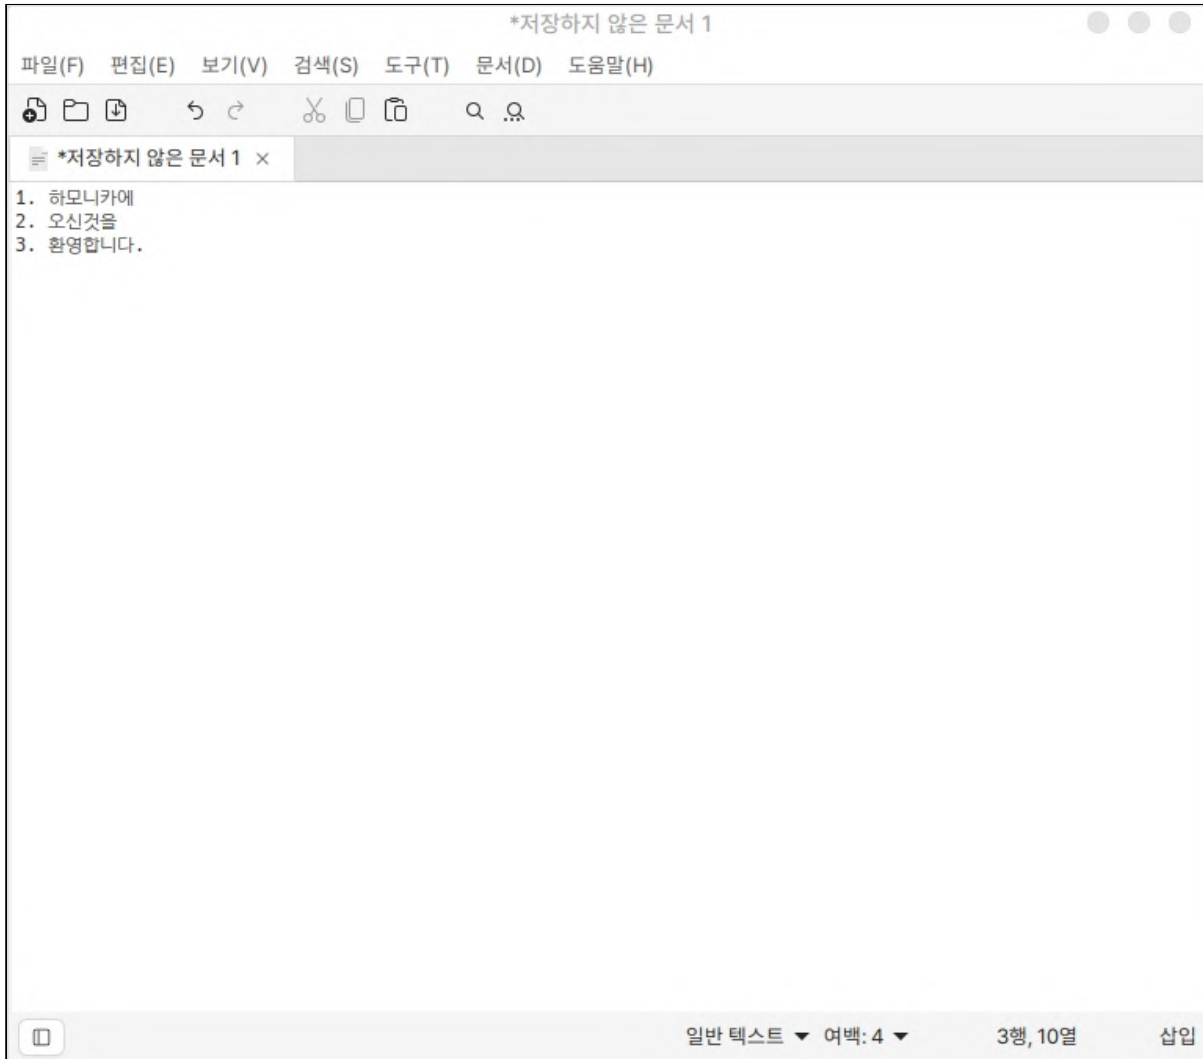 *저장하지 않은 문서 1
파일(F) 편집(E) 보기(V) 검색(S) 도구(T) 문서(D) 도움말(H)
*저장하지 않은 문서 1 ×
1. 하모니카에
2. 오신것을
3. 환영합니다.
일반 텍스트 여백: 4 3행, 10열 삽입